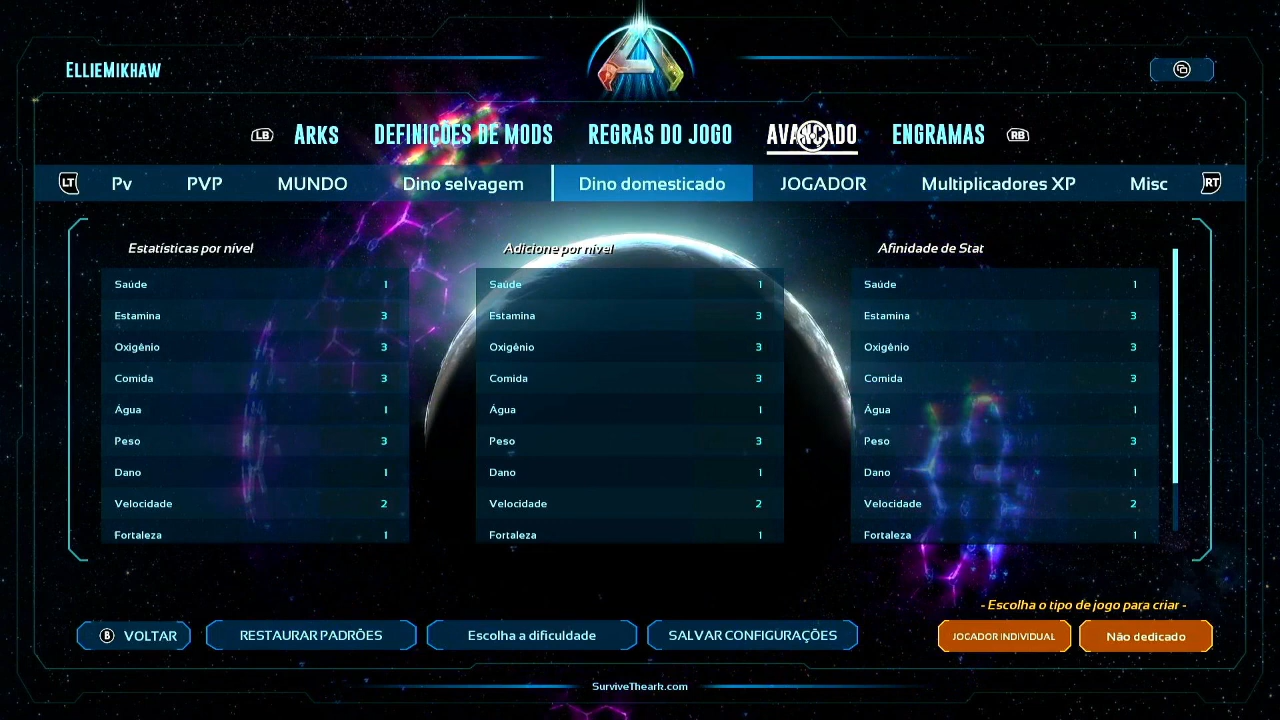 ELLIEMIKHAW
LB ARKS DEFINIÇÕES DE MODS REGRAS DO JOGO AVANÇADO ENGRAMAS RB
LT Pv PVP MUNDO Dino selvagem Dino domesticado JOGADOR Multiplicadores XP Misc RT
Estatísticas por nível Adicione por nível Afinidade de Stat
Saúde 1 Saúde 1 Saúde 1
Estamina 3 Estamina 3 Estamina 3
Oxigênio 3 Oxigênio 3 Oxigênio 3
Comida 3 Comida 3 Comida 3
Água 1 Água 1 Água 1
Peso 3 Peso 3 Peso 3
Dano 1 Dano 1 Dano 1
Velocidade 2 Velocidade 2 Velocidade 2
Fortaleza 1 Fortaleza 1 Fortaleza 1
- Escolha o tipo de jogo para criar -
B VOLTAR RESTAURAR PADRÕES Escolha a dificuldade SALVAR CONFIGURAÇÕES JOGADOR INDIVIDUAL Não dedicado
SurviveTheark.com